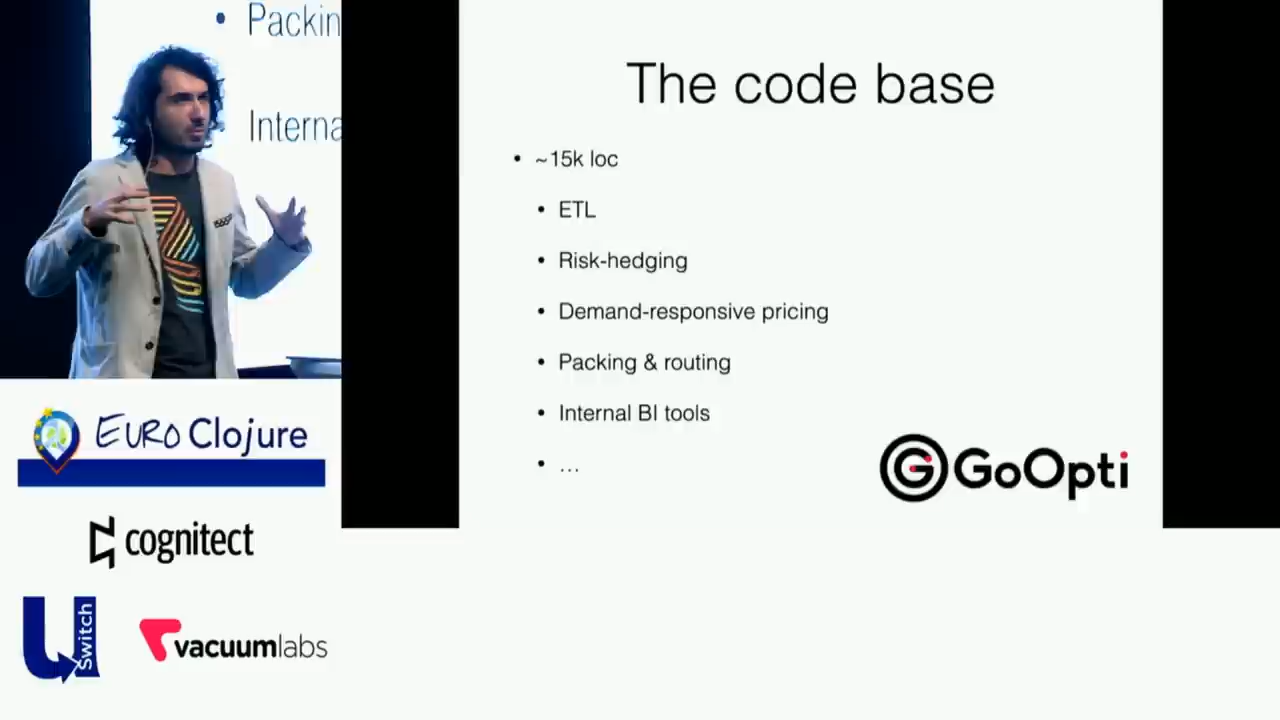 • Packin
Interna
The code base
• ~15k loc
• ETL
• Risk-hedging
• Demand-responsive pricing
• Packing & routing
• Internal BI tools
• …
GoOpti
EURO Clojure
cognitect
USwitch
vacuumlabs